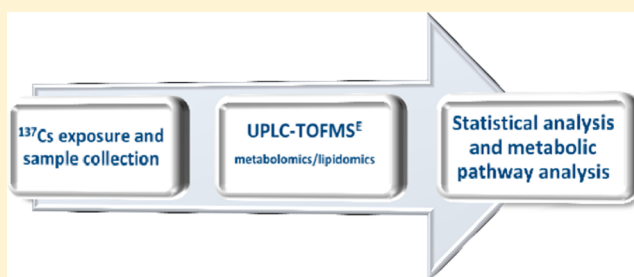 ¹³⁷Cs exposure and
sample collection
UPLC-TOFMSᴱ
metabolomics/lipidomics
Statistical analysis
and metabolic
pathway analysis